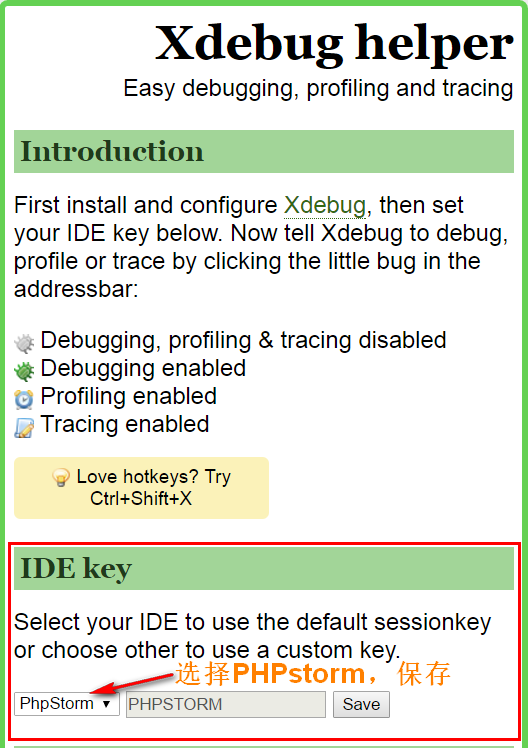 Xdebug helper
Easy debugging, profiling and tracing
Introduction
First install and configure Xdebug, then set
your IDE key below. Now tell Xdebug to debug,
profile or trace by clicking the little bug in the
addressbar:
Debugging, profiling & tracing disabled
Debugging enabled
Profiling enabled
Tracing enabled
Love hotkeys? Try
Ctrl+Shift+X
IDE key
Select your IDE to use the default sessionkey
or choose other to use a custom key.
选择PHPstorm，保存
PhpStorm PHPSTORM Save